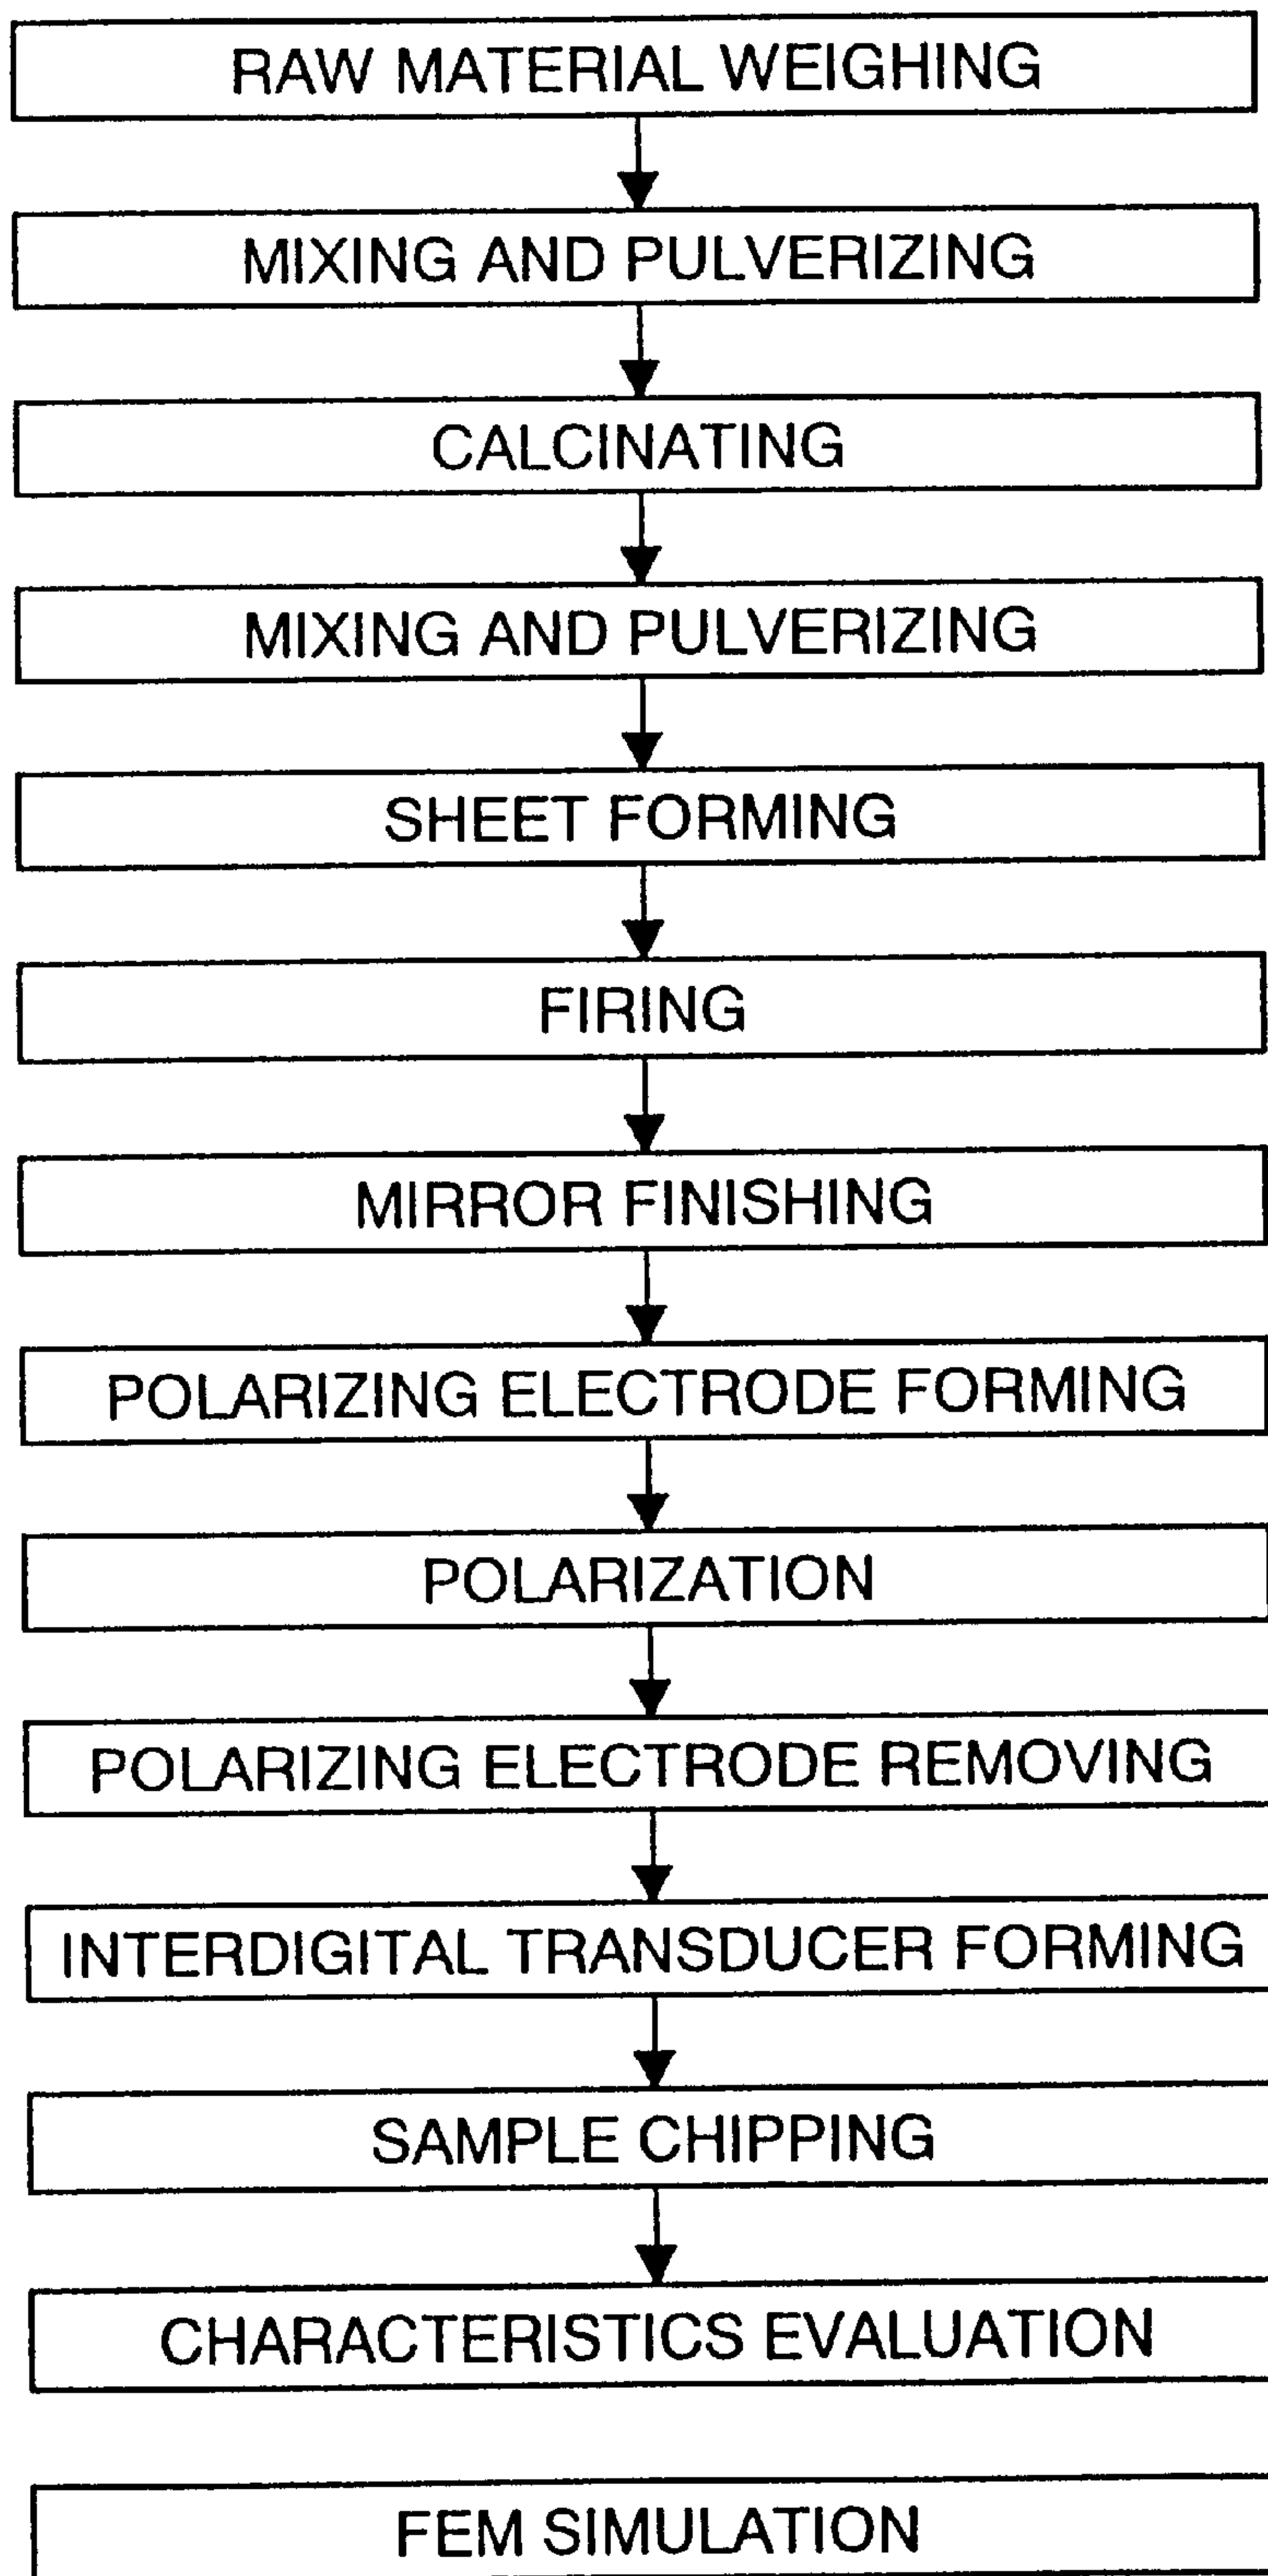 RAW MATERIAL WEIGHING
MIXING AND PULVERIZING
CALCINATING
MIXING AND PULVERIZING
SHEET FORMING
FIRING
MIRROR FINISHING
POLARIZING ELECTRODE FORMING
POLARIZATION
POLARIZING ELECTRODE REMOVING
INTERDIGITAL TRANSDUCER FORMING
SAMPLE CHIPPING
CHARACTERISTICS EVALUATION
FEM SIMULATION